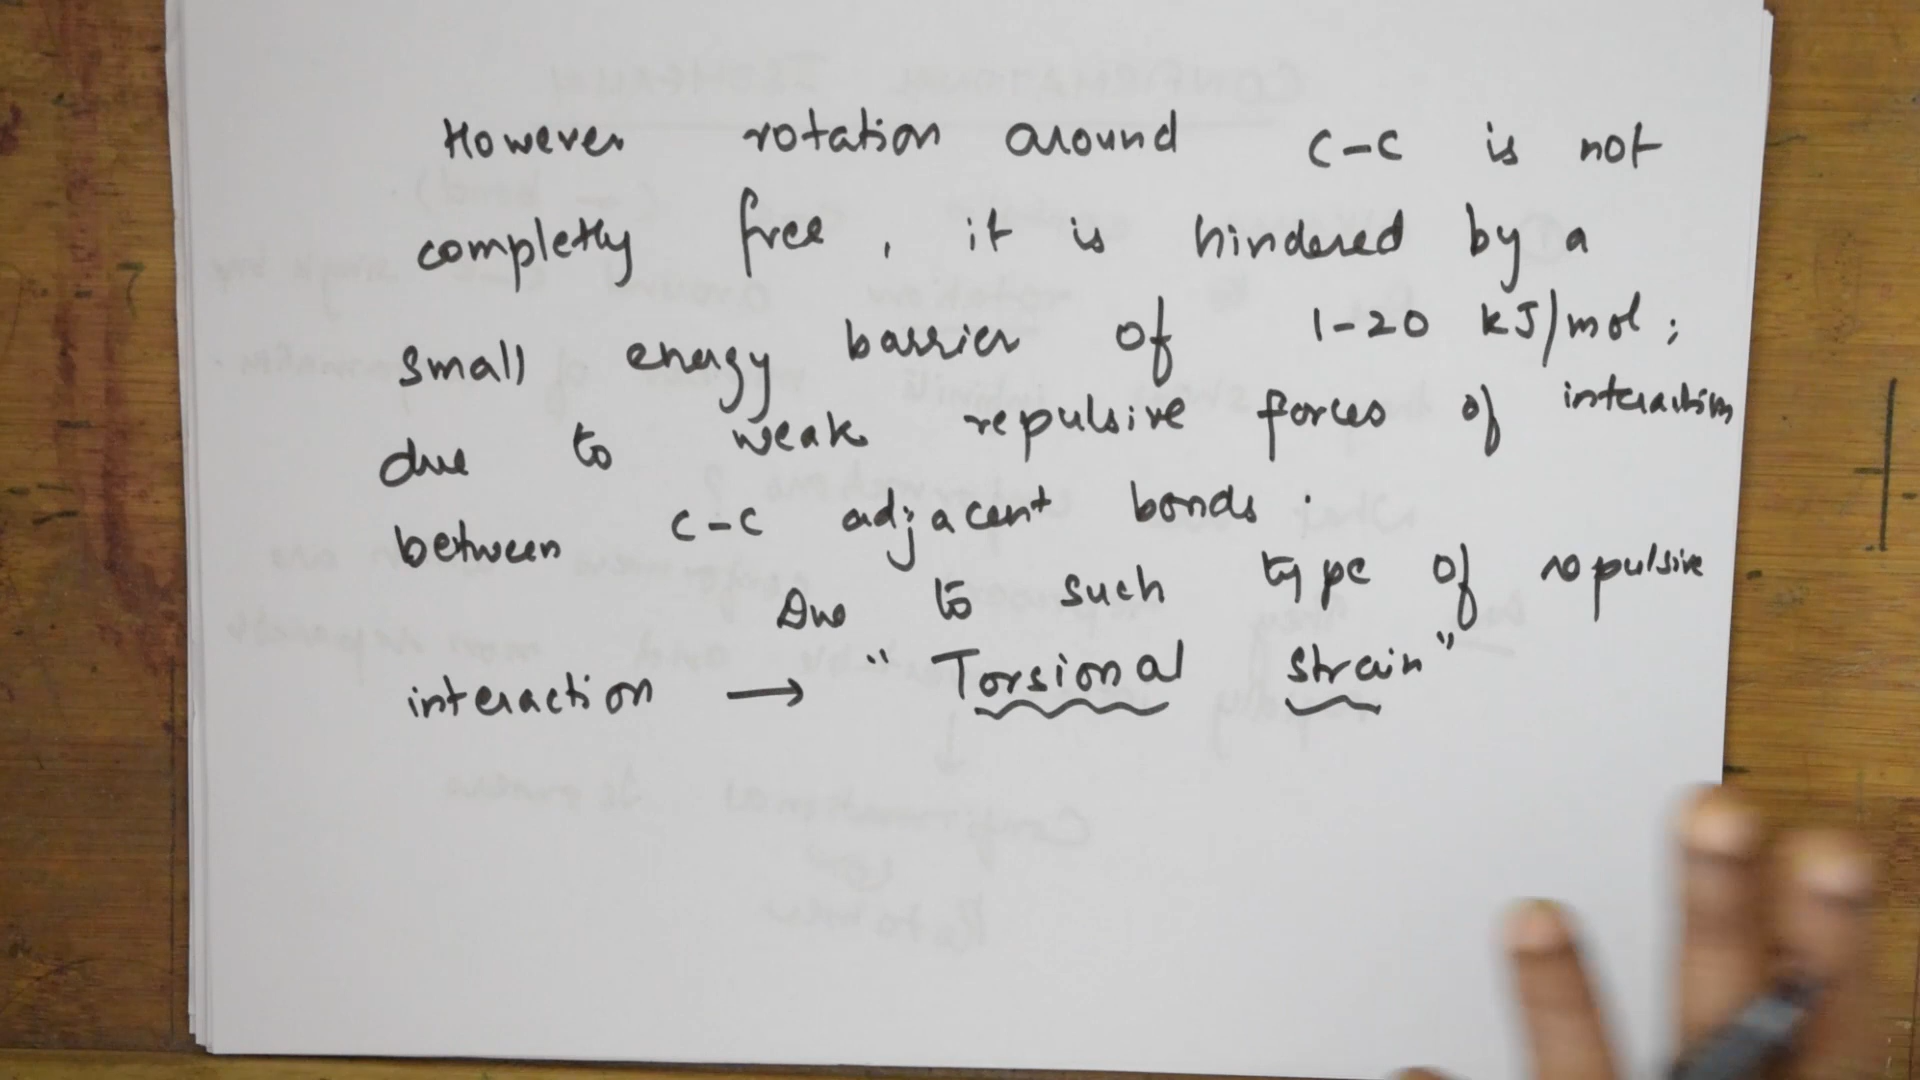 However rotation around C-C is not
completly free, it is hindered by a
small energy barrier of 1-20 kJ/mol;
due to weak repulsive forces of interaction
between C-C adjacent bonds.
Due to such type of repulsive
interaction → "Torsional strain"